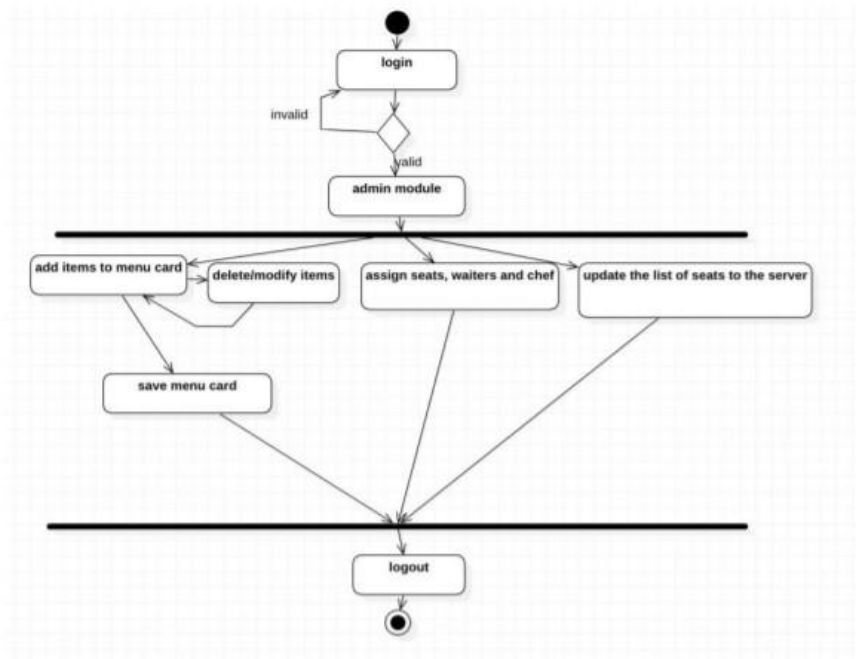 login
invalid
valid
admin module
add items to menu card
delete/modify items
assign seats, waiters and chef
update the list of seats to the server
save menu card
logout